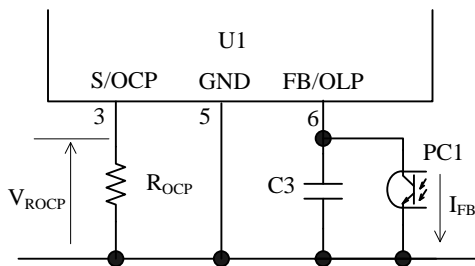 U1
S/OCP GND FB/OLP
3 5 6
PC1
V_ROCP R_OCP C3 I_FB